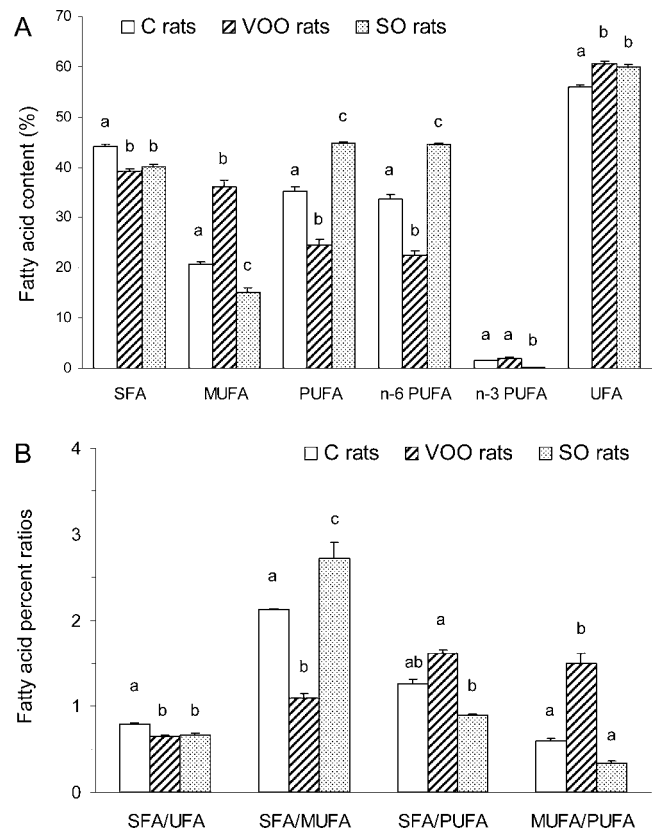 A
C rats VOO rats SO rats
Fatty acid content (%)
70
60
50
40
30
20
10
0
a b b
a b c
a b c
a b c
a a b
a b b
SFA MUFA PUFA n-6 PUFA n-3 PUFA UFA
B
C rats VOO rats SO rats
Fatty acid percent ratios
4
3
2
1
0
a b b
a b c
ab a b
a b a
SFA/UFA SFA/MUFA SFA/PUFA MUFA/PUFA